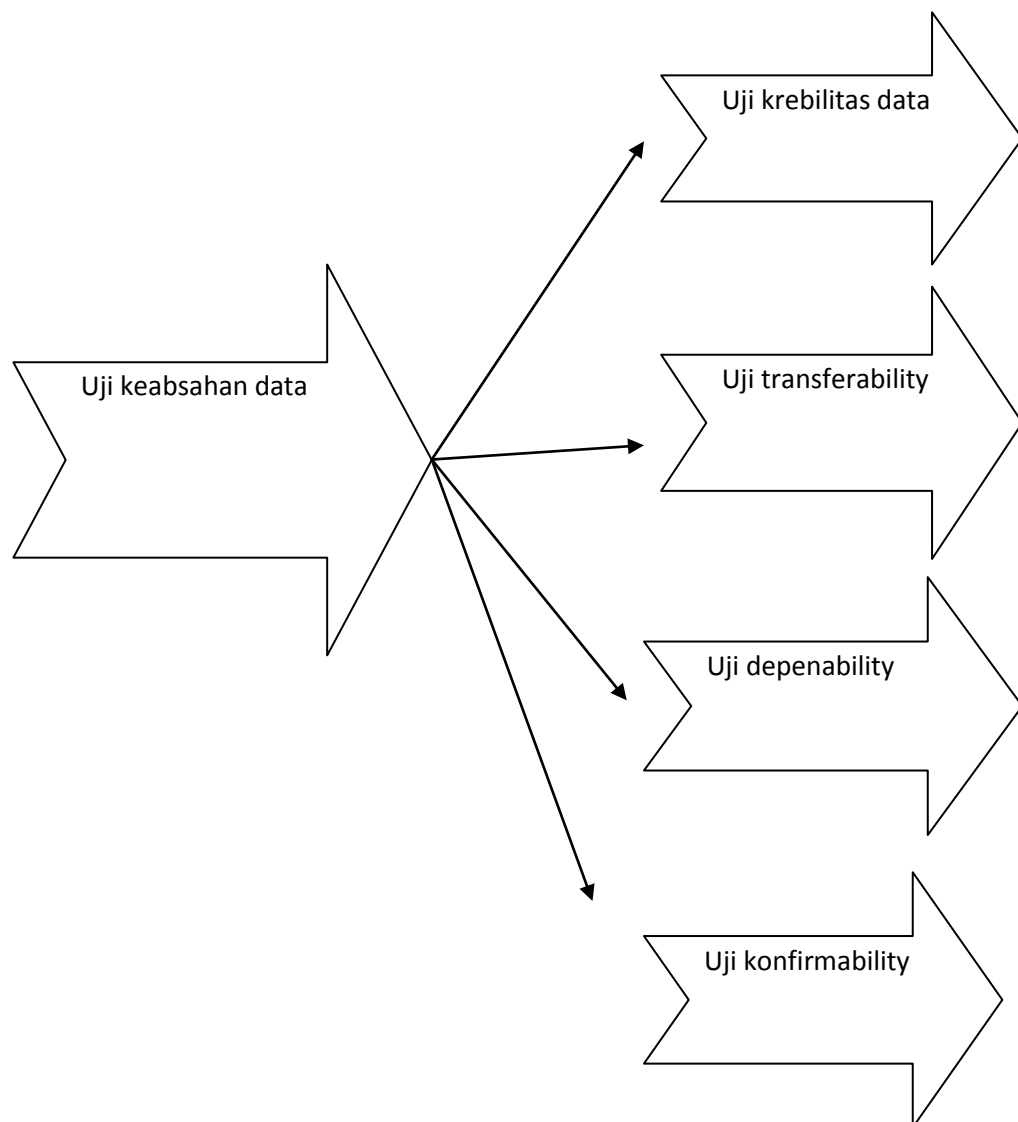 Uji krebilitas data
Uji keabsahan data
Uji transferability
Uji depenability
Uji konfirmability